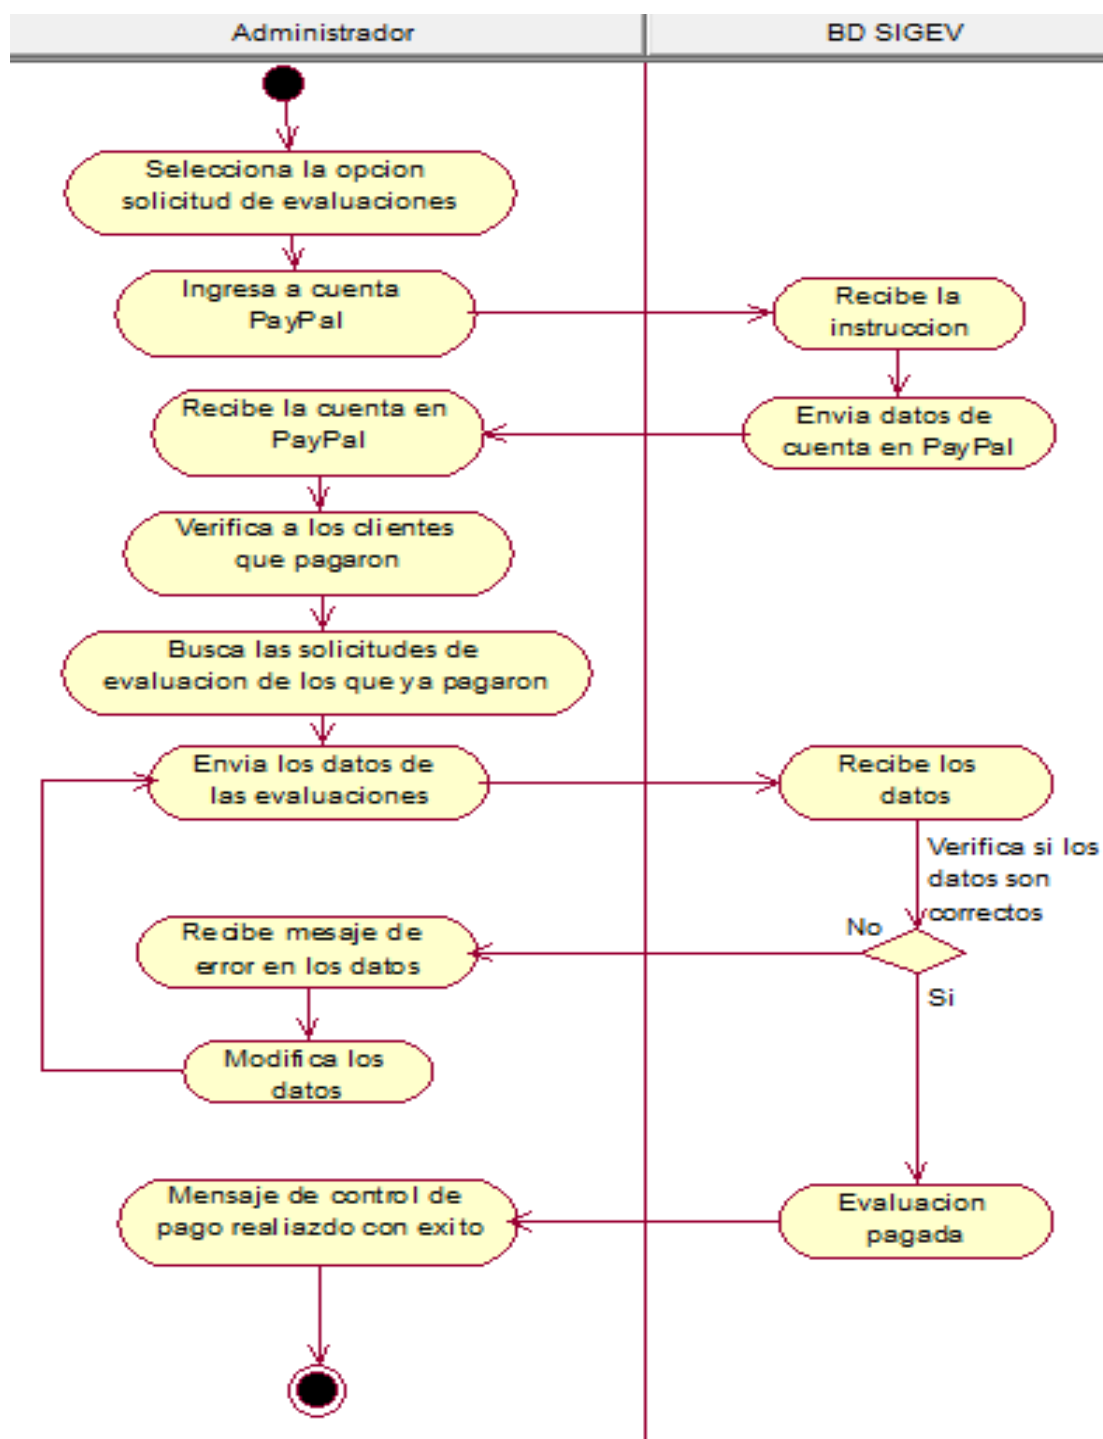 Administrador
BD SIGEV
Selecciona la opcion
solicitud de evaluaciones
Ingresa a cuenta
PayPal
Recibe la
instruccion
Recibe la cuenta en
PayPal
Envia datos de
cuenta en PayPal
Verifica a los clientes
que pagaron
Busca las solicitudes de
evaluacion de los que ya pagaron
Envia los datos de
las evaluaciones
Recibe los
datos
Verifica si los
datos son
correctos
No
Si
Recibe mesaje de
error en los datos
Modifica los
datos
Mensaje de control de
pago realiazdo con exito
Evaluacion
pagada